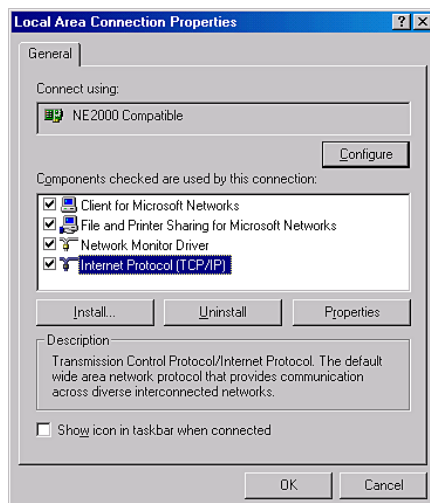 Local Area Connection Properties
General
Connect using:
NE2000 Compatible
Configure
Components checked are used by this connection:
Client for Microsoft Networks
File and Printer Sharing for Microsoft Networks
Network Monitor Driver
Internet Protocol (TCP/IP)
Install...
Uninstall
Properties
Description
Transmission Control Protocol/Internet Protocol. The default
wide area network protocol that provides communication
across diverse interconnected networks.
Show icon in taskbar when connected
OK
Cancel